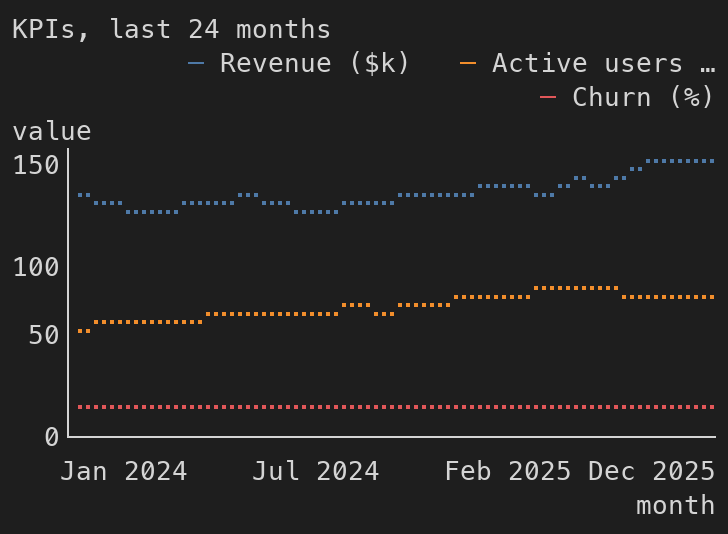 KPIs, last 24 months
Revenue ($k) Active users …
Churn (%)
value
150
100
50
0
Jan 2024 Jul 2024 Feb 2025 Dec 2025
month